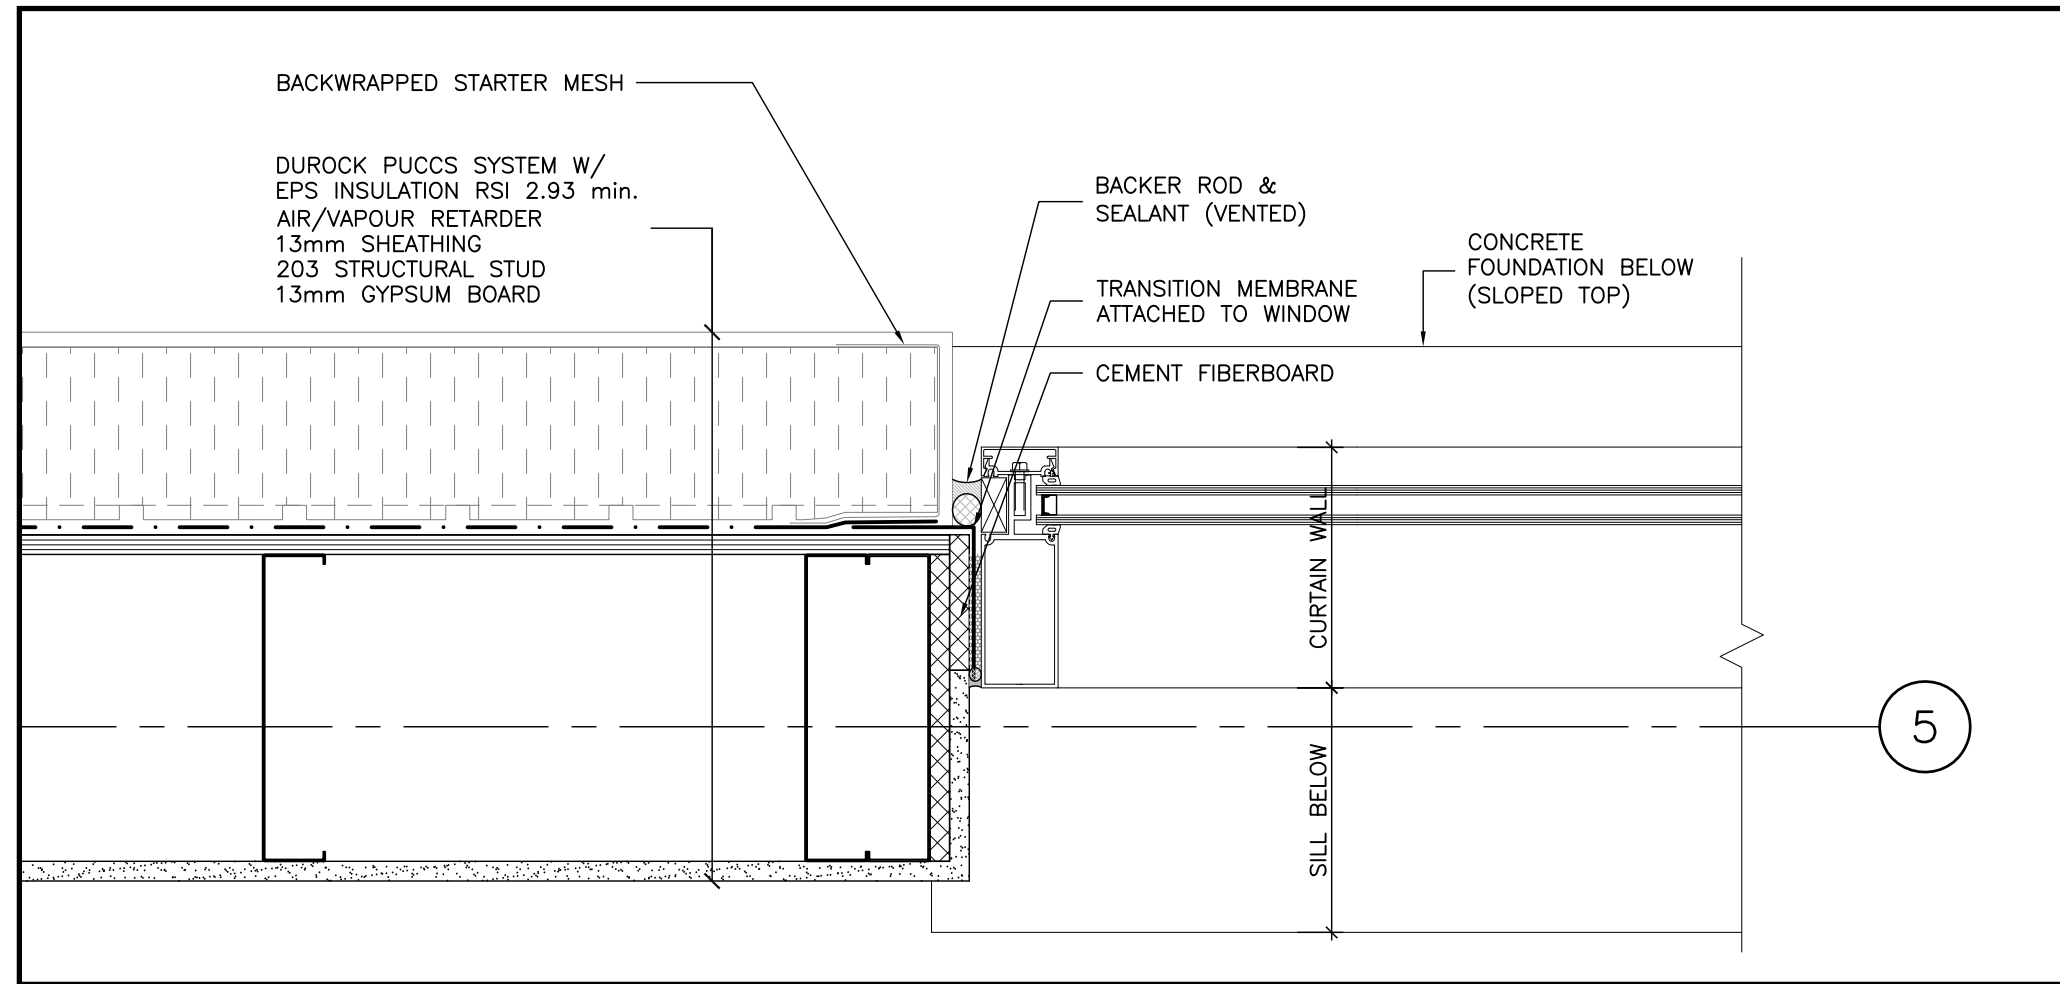 BACKWRAPPED STARTER MESH
DUROCK PUCCS SYSTEM W/
EPS INSULATION RSI 2.93 min.
AIR/VAPOUR RETARDER
13mm SHEATHING
203 STRUCTURAL STUD
13mm GYPSUM BOARD
BACKER ROD &
SEALANT (VENTED)
TRANSITION MEMBRANE
ATTACHED TO WINDOW
CEMENT FIBERBOARD
CONCRETE
FOUNDATION BELOW
(SLOPED TOP)
CURTAIN WALL
SILL BELOW
5